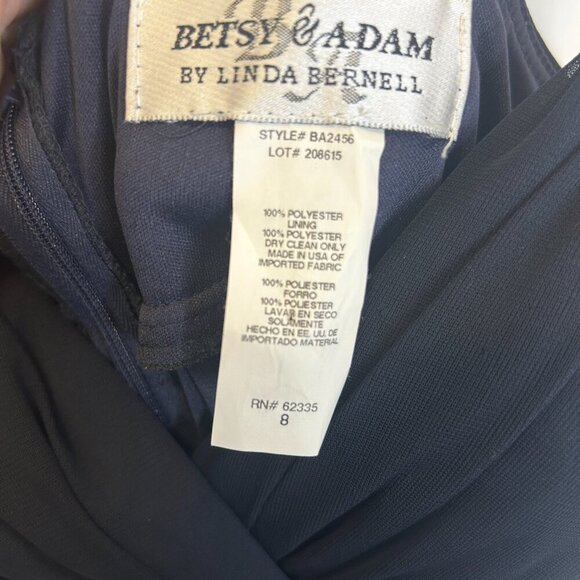 BETSY & ADAM
BY LINDA BERNELL
STYLE# BA2456
LOT# 208615
100% POLYESTER
LINING
100% POLYESTER
DRY CLEAN ONLY
MADE IN USA OF
IMPORTED FABRIC
100% POLIESTER
FORRO
100% POLIESTER
LAVAR EN SECO
SOLAMENTE
HECHO EN EE. UU. DE
IMPORTADO MATERIAL
RN# 62335
8